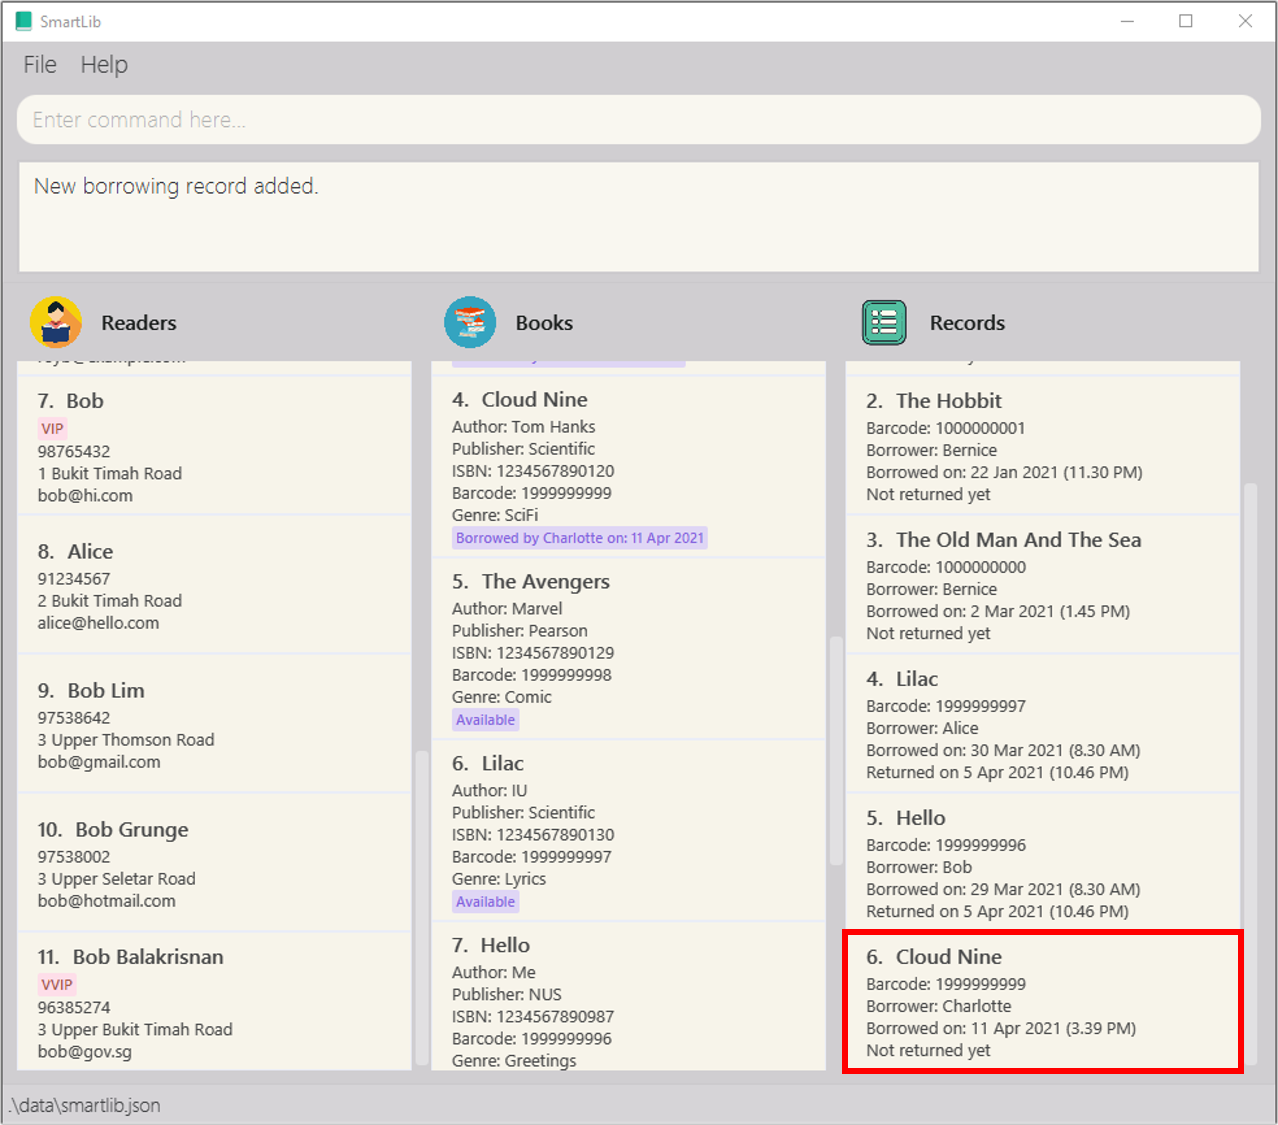 SmartLib
File Help
Enter command here...
New borrowing record added.
Readers
7. Bob
VIP
98765432
1 Bukit Timah Road
bob@hi.com
8. Alice
91234567
2 Bukit Timah Road
alice@hello.com
9. Bob Lim
97538642
3 Upper Thomson Road
bob@gmail.com
10. Bob Grunge
97538002
3 Upper Seletar Road
bob@hotmail.com
11. Bob Balakrisnan
VVIP
96385274
3 Upper Bukit Timah Road
bob@gov.sg
Books
4. Cloud Nine
Author: Tom Hanks
Publisher: Scientific
ISBN: 1234567890120
Barcode: 1999999999
Genre: SciFi
Borrowed by Charlotte on: 11 Apr 2021
5. The Avengers
Author: Marvel
Publisher: Pearson
ISBN: 1234567890129
Barcode: 1999999998
Genre: Comic
Available
6. Lilac
Author: IU
Publisher: Scientific
ISBN: 1234567890130
Barcode: 1999999997
Genre: Lyrics
Available
7. Hello
Author: Me
Publisher: NUS
ISBN: 1234567890987
Barcode: 1999999996
Genre: Greetings
Records
2. The Hobbit
Barcode: 1000000001
Borrower: Bernice
Borrowed on: 22 Jan 2021 (11.30 PM)
Not returned yet
3. The Old Man And The Sea
Barcode: 1000000000
Borrower: Bernice
Borrowed on: 2 Mar 2021 (1.45 PM)
Not returned yet
4. Lilac
Barcode: 1999999997
Borrower: Alice
Borrowed on: 30 Mar 2021 (8.30 AM)
Returned on 5 Apr 2021 (10.46 PM)
5. Hello
Barcode: 1999999996
Borrower: Bob
Borrowed on: 29 Mar 2021 (8.30 AM)
Returned on 5 Apr 2021 (10.46 PM)
6. Cloud Nine
Barcode: 1999999999
Borrower: Charlotte
Borrowed on: 11 Apr 2021 (3.39 PM)
Not returned yet
.\data\smartlib.json